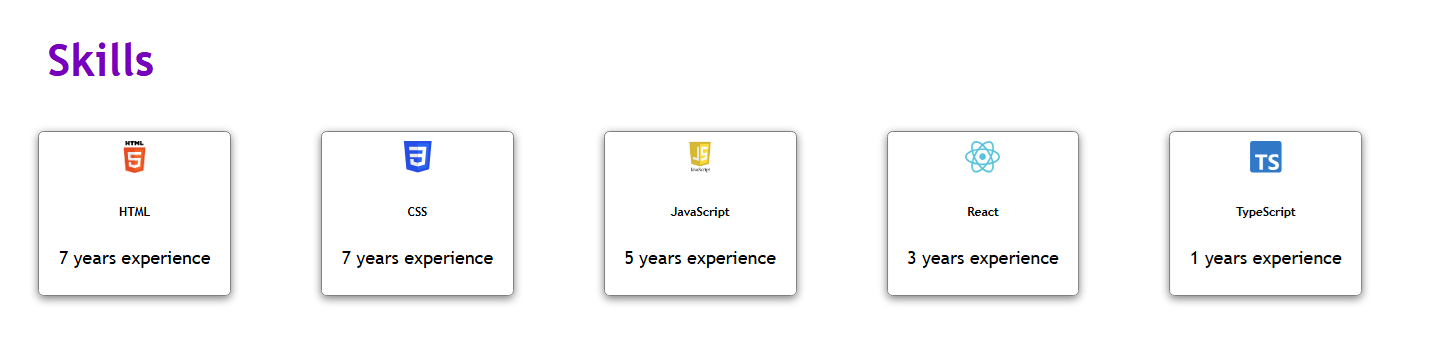 Skills
HTML
5
HTML
7 years experience
3
CSS
7 years experience
JS
JavaScript
JavaScript
5 years experience
React
3 years experience
TS
TypeScript
1 years experience